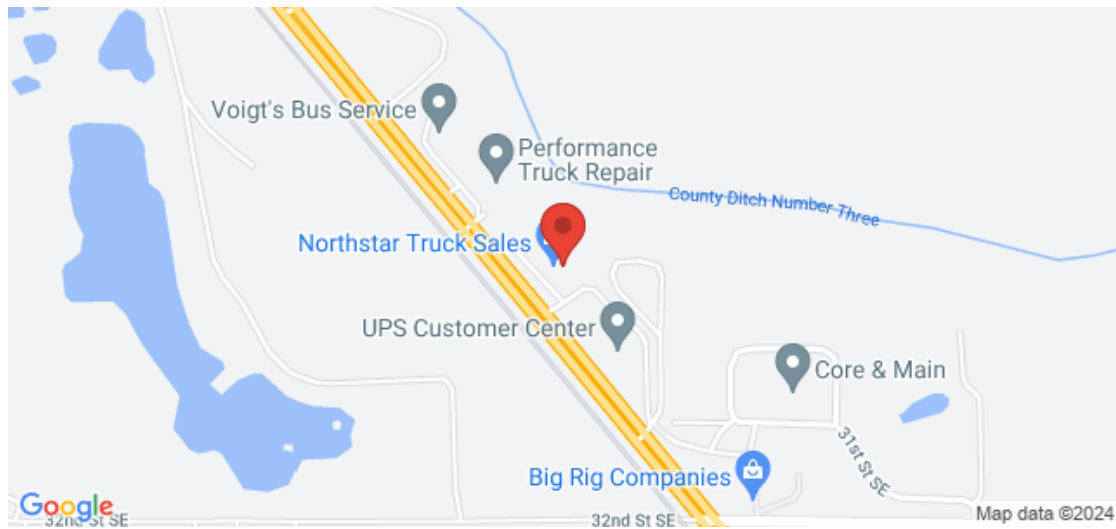 Voigt's Bus Service
Performance
Truck Repair
County Ditch Number Three
Northstar Truck Sales
UPS Customer Center
Core & Main
31st St SE
Big Rig Companies
Google
Map data ©2024
32nd St SE
32nd St SE